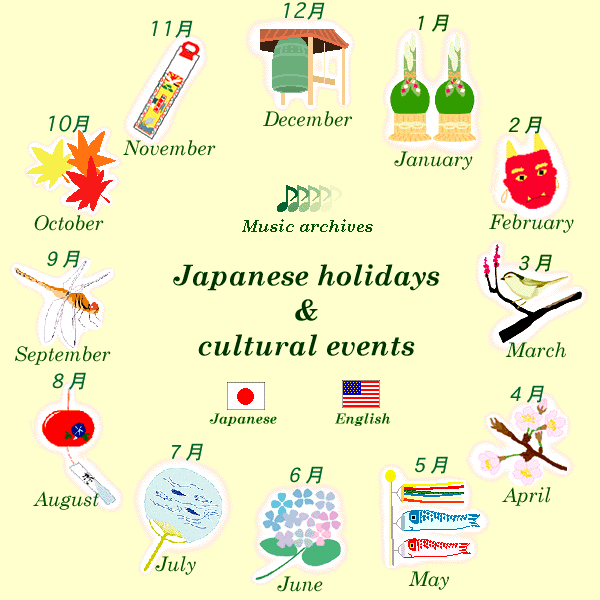 12月
December
1月
January
2月
February
3月
March
4月
April
5月
May
6月
June
7月
July
8月
August
9月
September
10月
October
11月
November
Music archives
Japanese holidays
&
cultural events
Japanese
English